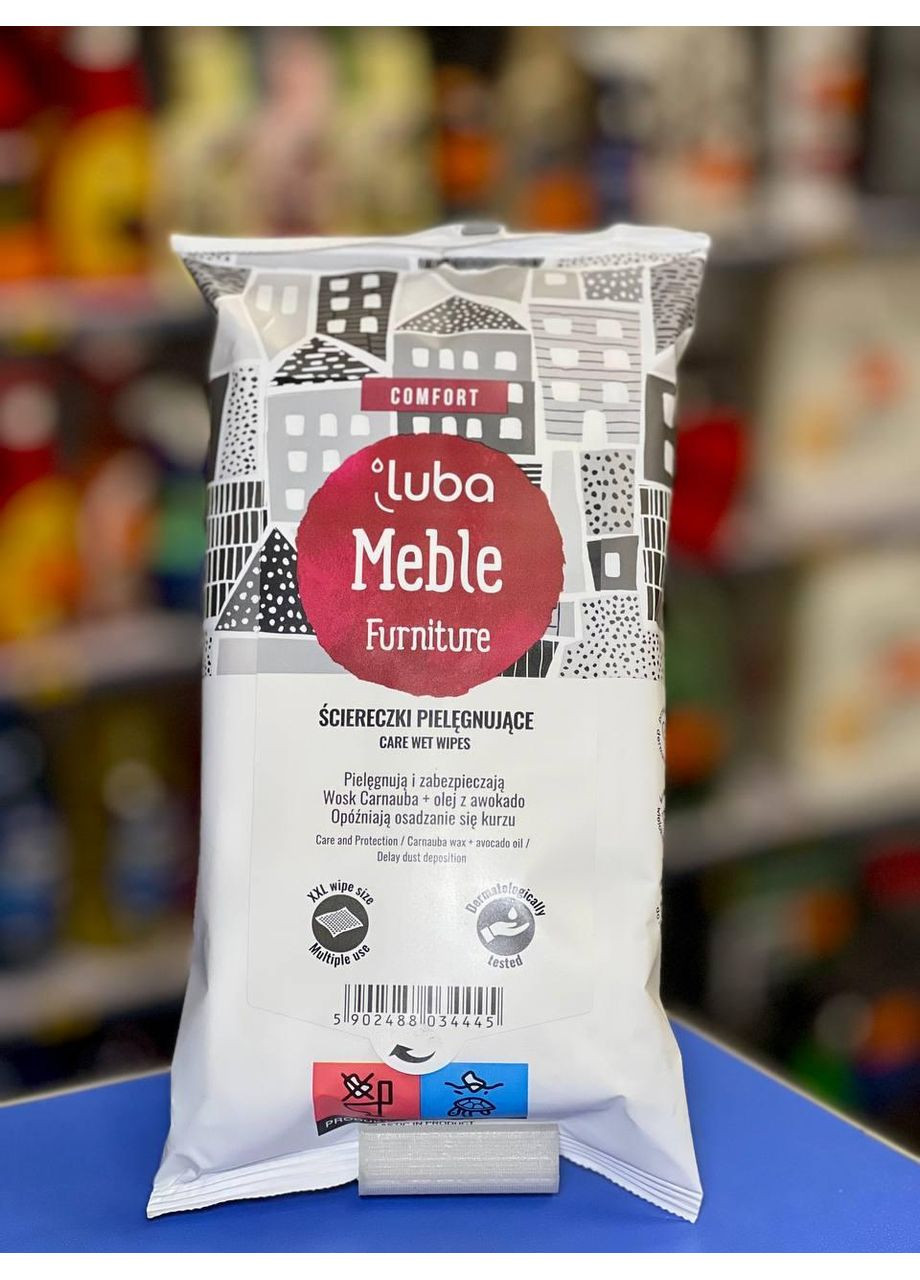 COMFORT
luba
Meble
Furniture
ŚCIERECZKI PIELĘGNUJĄCE
CARE WET WIPES
Pielęgnują i zabezpieczają
Wosk Carnauba + olej z awokado
Opóźniają osadzanie się kurzu
Care and Protection / Carnauba wax + avocado oil /
Delay dust deposition
XXL wipe size
Multiple use
Dermatologically
tested
5 902488 034445
IN PRODUCT